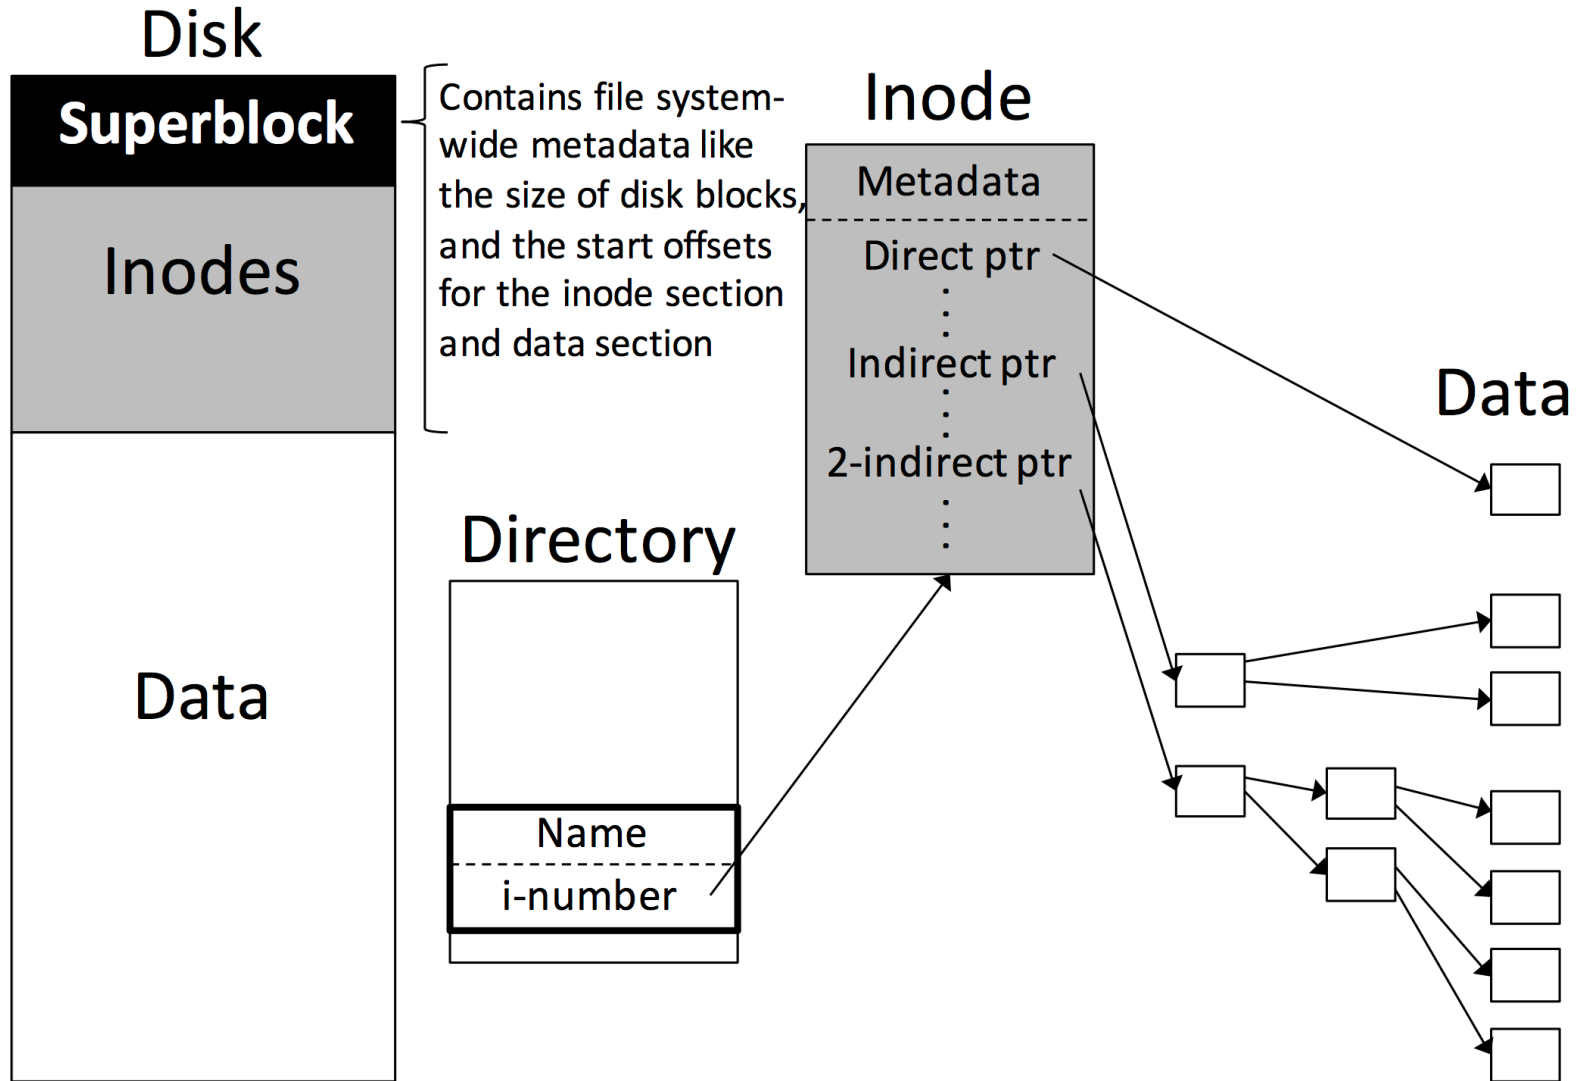 Disk
Superblock
Inodes
Data
Contains file system-
wide metadata like
the size of disk blocks,
and the start offsets
for the inode section
and data section
Directory
Name
i-number
Inode
Metadata
Direct ptr
Indirect ptr
2-indirect ptr
Data